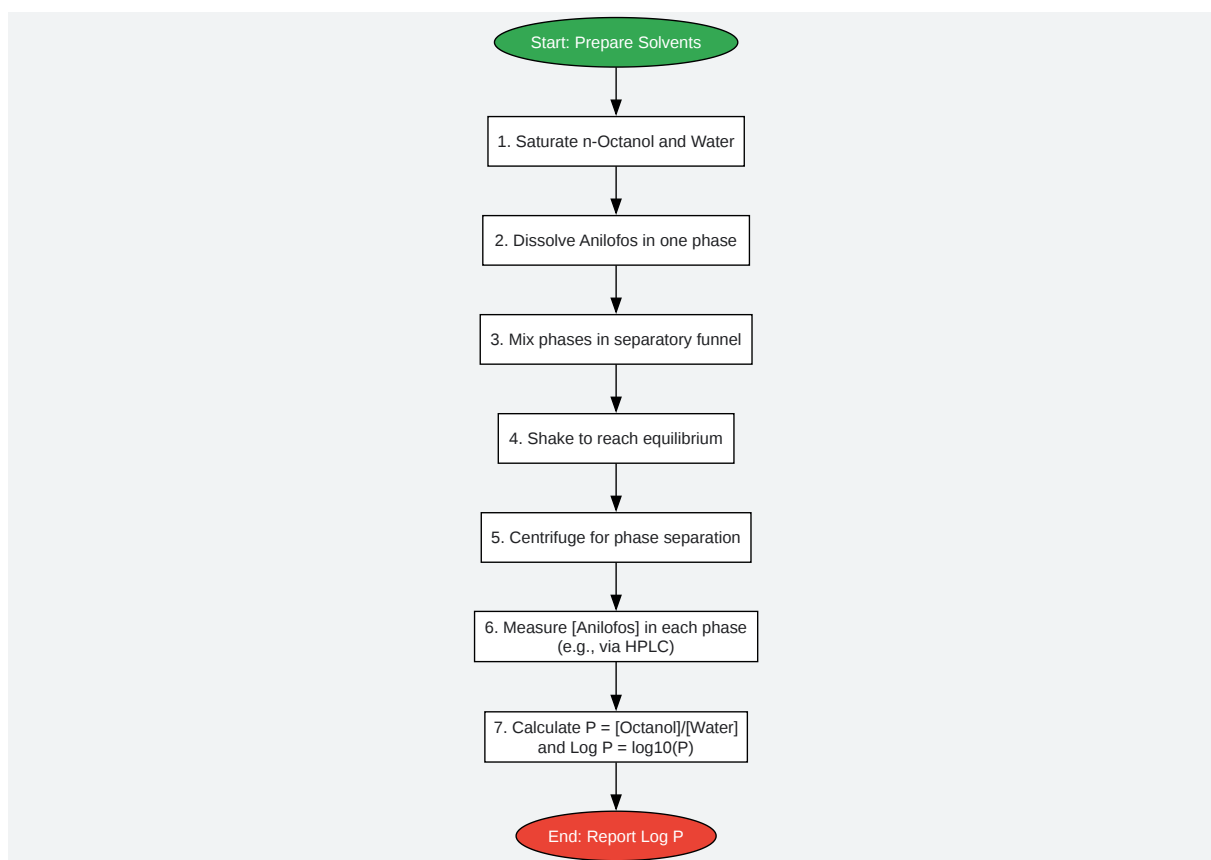 Start: Prepare Solvents
1. Saturate n-Octanol and Water
2. Dissolve Anilofos in one phase
3. Mix phases in separatory funnel
4. Shake to reach equilibrium
5. Centrifuge for phase separation
6. Measure [Anilofos] in each phase
(e.g., via HPLC)
7. Calculate P = [Octanol]/[Water]
and Log P = log10(P)
End: Report Log P